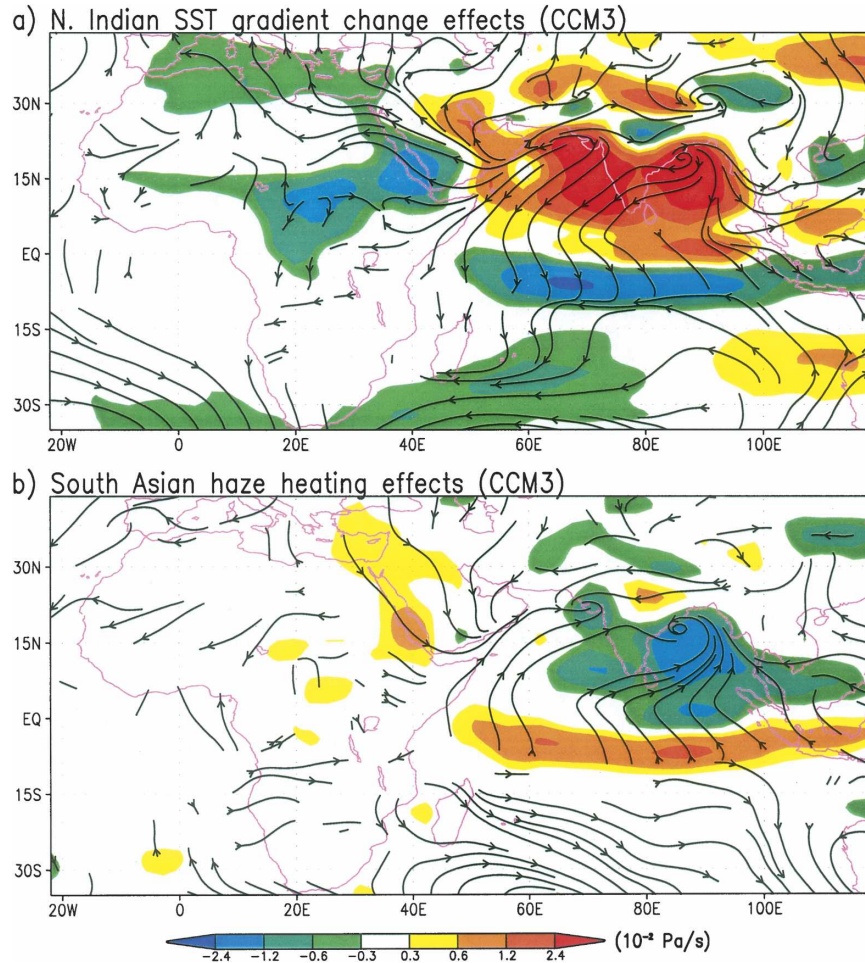 a) N. Indian SST gradient change effects (CCM3)
30N
15N
EQ
15S
30S
20W 0 20E 40E 60E 80E 100E
b) South Asian haze heating effects (CCM3)
30N
15N
EQ
15S
30S
20W 0 20E 40E 60E 80E 100E
-2.4 -1.2 -0.6 -0.3 0.3 0.6 1.2 2.4 (10⁻² Pa/s)